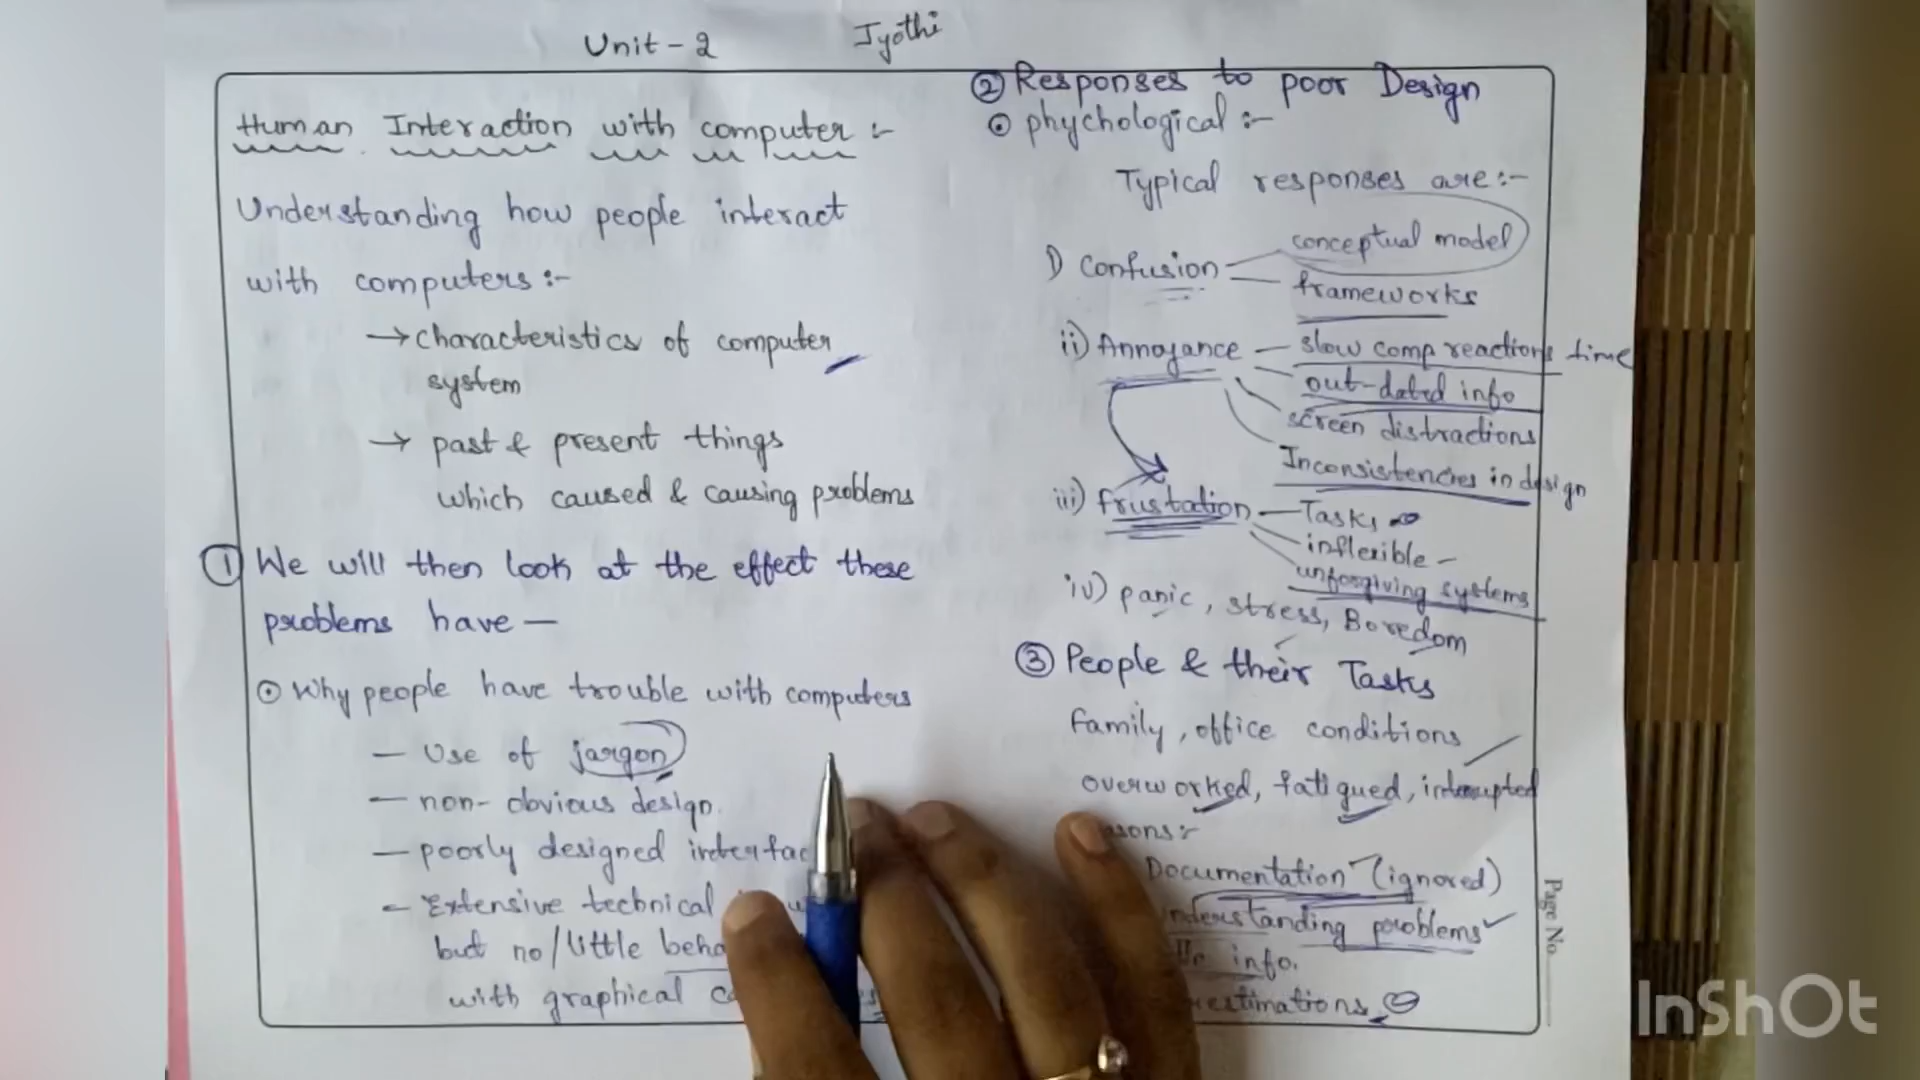 Unit - 2
Jyothi
Human Interaction with computer :-
Understanding how people interact
with computers :-
→ characteristics of computer
system
→ past & present things
which caused & causing problems
① We will then look at the effect these
problems have —
⊙ Why people have trouble with computers
— Use of jargon
— non-obvious design.
— poorly designed
— Extensive technical
but no/little
with graphical
② Responses to poor Design
⊙ phychological :-
Typical responses are :-
i) Confusion
conceptual model
frameworks
ii) Annoyance — slow comp reactions time
out-dated info
screen distractions
Inconsistencies in design
iii) frustation — Tasks
inflexible —
unforgiving systems
iv) panic, stress, Boredom
③ People & their Tasks
family, office conditions
overworked, fatigued, interrupted
Documentation (ignored)
problems
info.
Page No.
InShOt